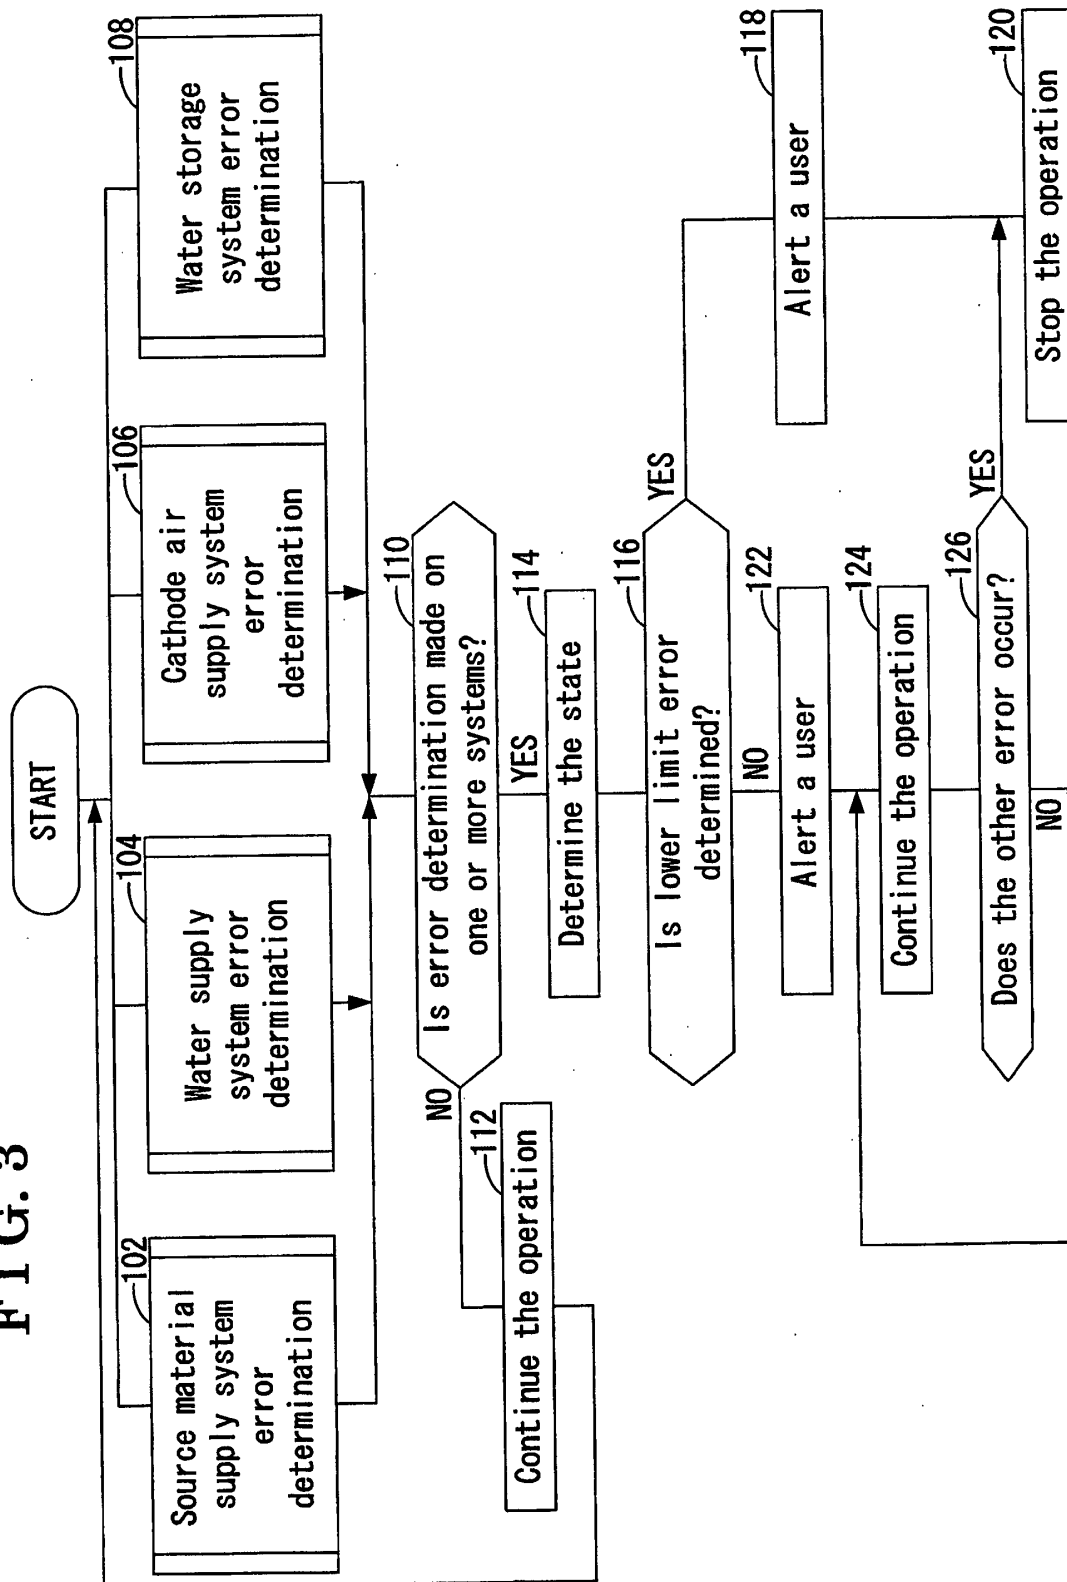 FIG. 3
START
102
Source material
supply system
error
determination
104
Water supply
system error
determination
106
Cathode air
supply system
error
determination
108
Water storage
system error
determination
110
Is error determination made on
one or more systems?
NO
YES
112
Continue the operation
114
Determine the state
116
Is lower limit error
determined?
YES
NO
118
Alert a user
122
Alert a user
124
Continue the operation
126
Does the other error occur?
YES
NO
120
Stop the operation